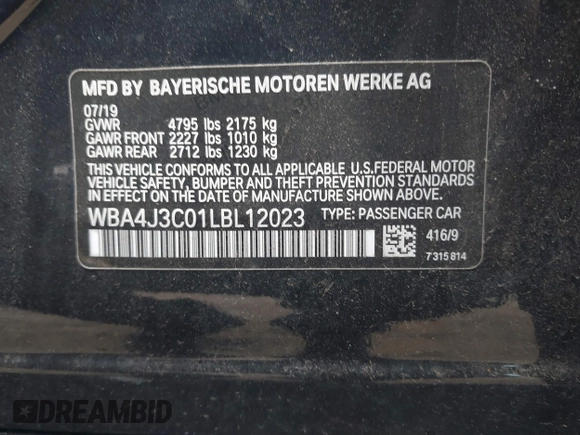 MFD BY BAYERISCHE MOTOREN WERKE AG
07/19
GVWR 4795 lbs 2175 kg
GAWR FRONT 2227 lbs 1010 kg
GAWR REAR 2712 lbs 1230 kg
THIS VEHICLE CONFORMS TO ALL APPLICABLE U.S.FEDERAL MOTOR
VEHICLE SAFETY, BUMPER AND THEFT PREVENTION STANDARDS
IN EFFECT ON THE DATE OF MANUFACTURE SHOWN ABOVE.
WBA4J3C01LBL12023 TYPE: PASSENGER CAR
416/9
7315814
DREAMBID